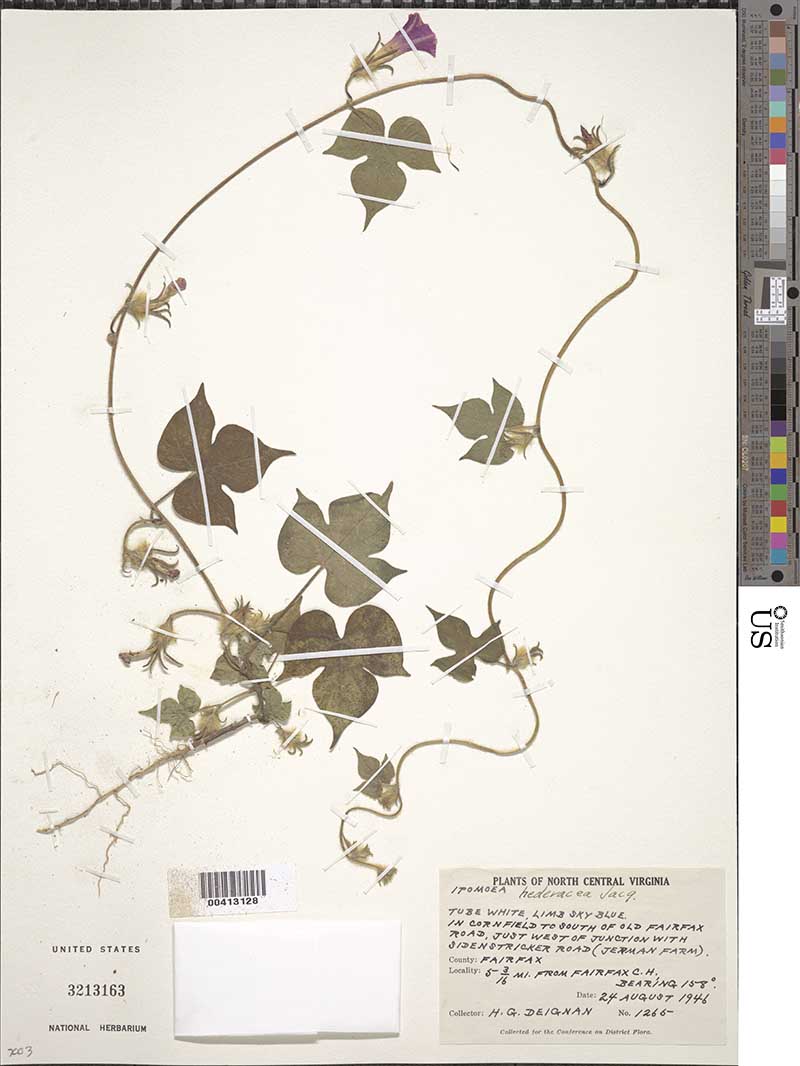 Golden Thread
Smithsonian
Institution
US
00413128
UNITED STATES
3213163
NATIONAL HERBARIUM
PLANTS OF NORTH CENTRAL VIRGINIA
IPOMOEA hederacea Jacq.
TUBE WHITE, LIMB SKY BLUE.
IN CORNFIELD TO SOUTH OF OLD FAIRFAX
ROAD, JUST WEST OF JUNCTION WITH
SIDENSTRICKER ROAD (JERMAN FARM).
County: FAIRFAX
Locality: 5 3/16 MI. FROM FAIRFAX C.H.
BEARING 158°.
Date: 24 AUGUST 1946
Collector: H. G. DEIGNAN No. 1265
Collected for the Conference on District Flora.